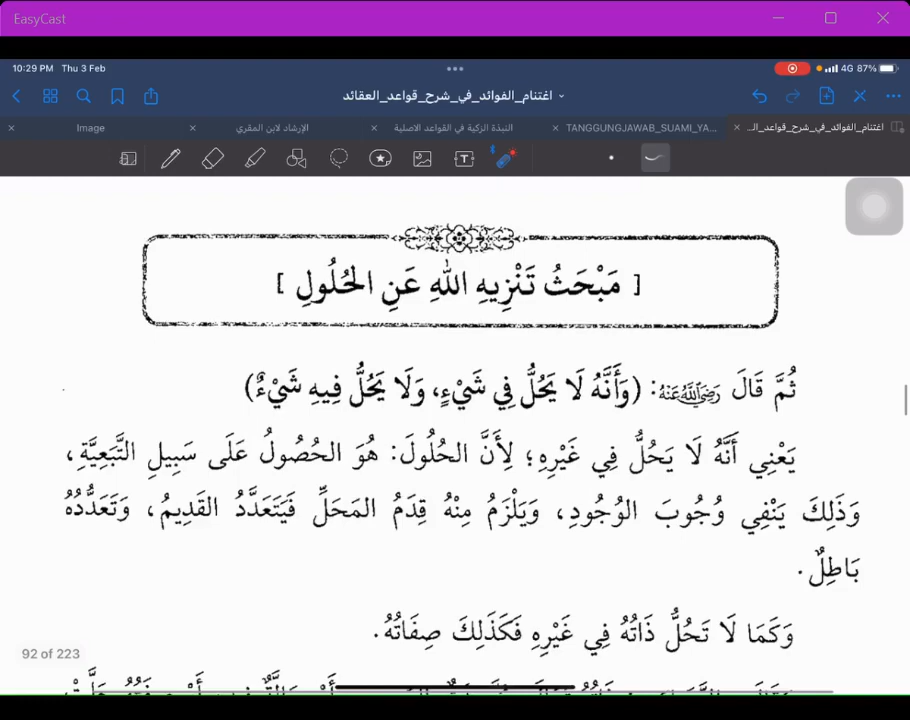 EasyCast
10:29 PM Thu 3 Feb
4G 87%
اغتنام_الفوائد_في_شرح_قواعد_العقائد
Image
الإرشاد لابن المقري
النبذة الزكية في القواعد الاصلية
TANGGUNGJAWAB_SUAMI_YA...
اغتنام_الفوائد_في_شرح_قواعد_ال...
[ مَبْحَثُ تَنْزِيهِ اللهِ عَنِ الحُلُولِ ]
ثُمَّ قَالَ رَضِيَ اللهُ عَنْهُ: (وَأَنَّهُ لَا يَحُلُّ فِي شَيْءٍ، وَلَا يَحُلُّ فِيهِ شَيْءٌ)
يَعْنِي أَنَّهُ لَا يَحُلُّ فِي غَيْرِهِ؛ لِأَنَّ الحُلُولَ: هُوَ الحُصُولُ عَلَى سَبِيلِ التَّبَعِيَّةِ،
وَذَلِكَ يَنْفِي وُجُوبَ الوُجُودِ، وَيَلْزَمُ مِنْهُ قِدَمُ المَحَلِّ فَيَتَعَدَّدُ القَدِيمُ، وَتَعَدُّدُهُ
بَاطِلٌ.
وَكَمَا لَا تَحُلُّ ذَاتُهُ فِي غَيْرِهِ فَكَذَلِكَ صِفَاتُهُ.
92 of 223